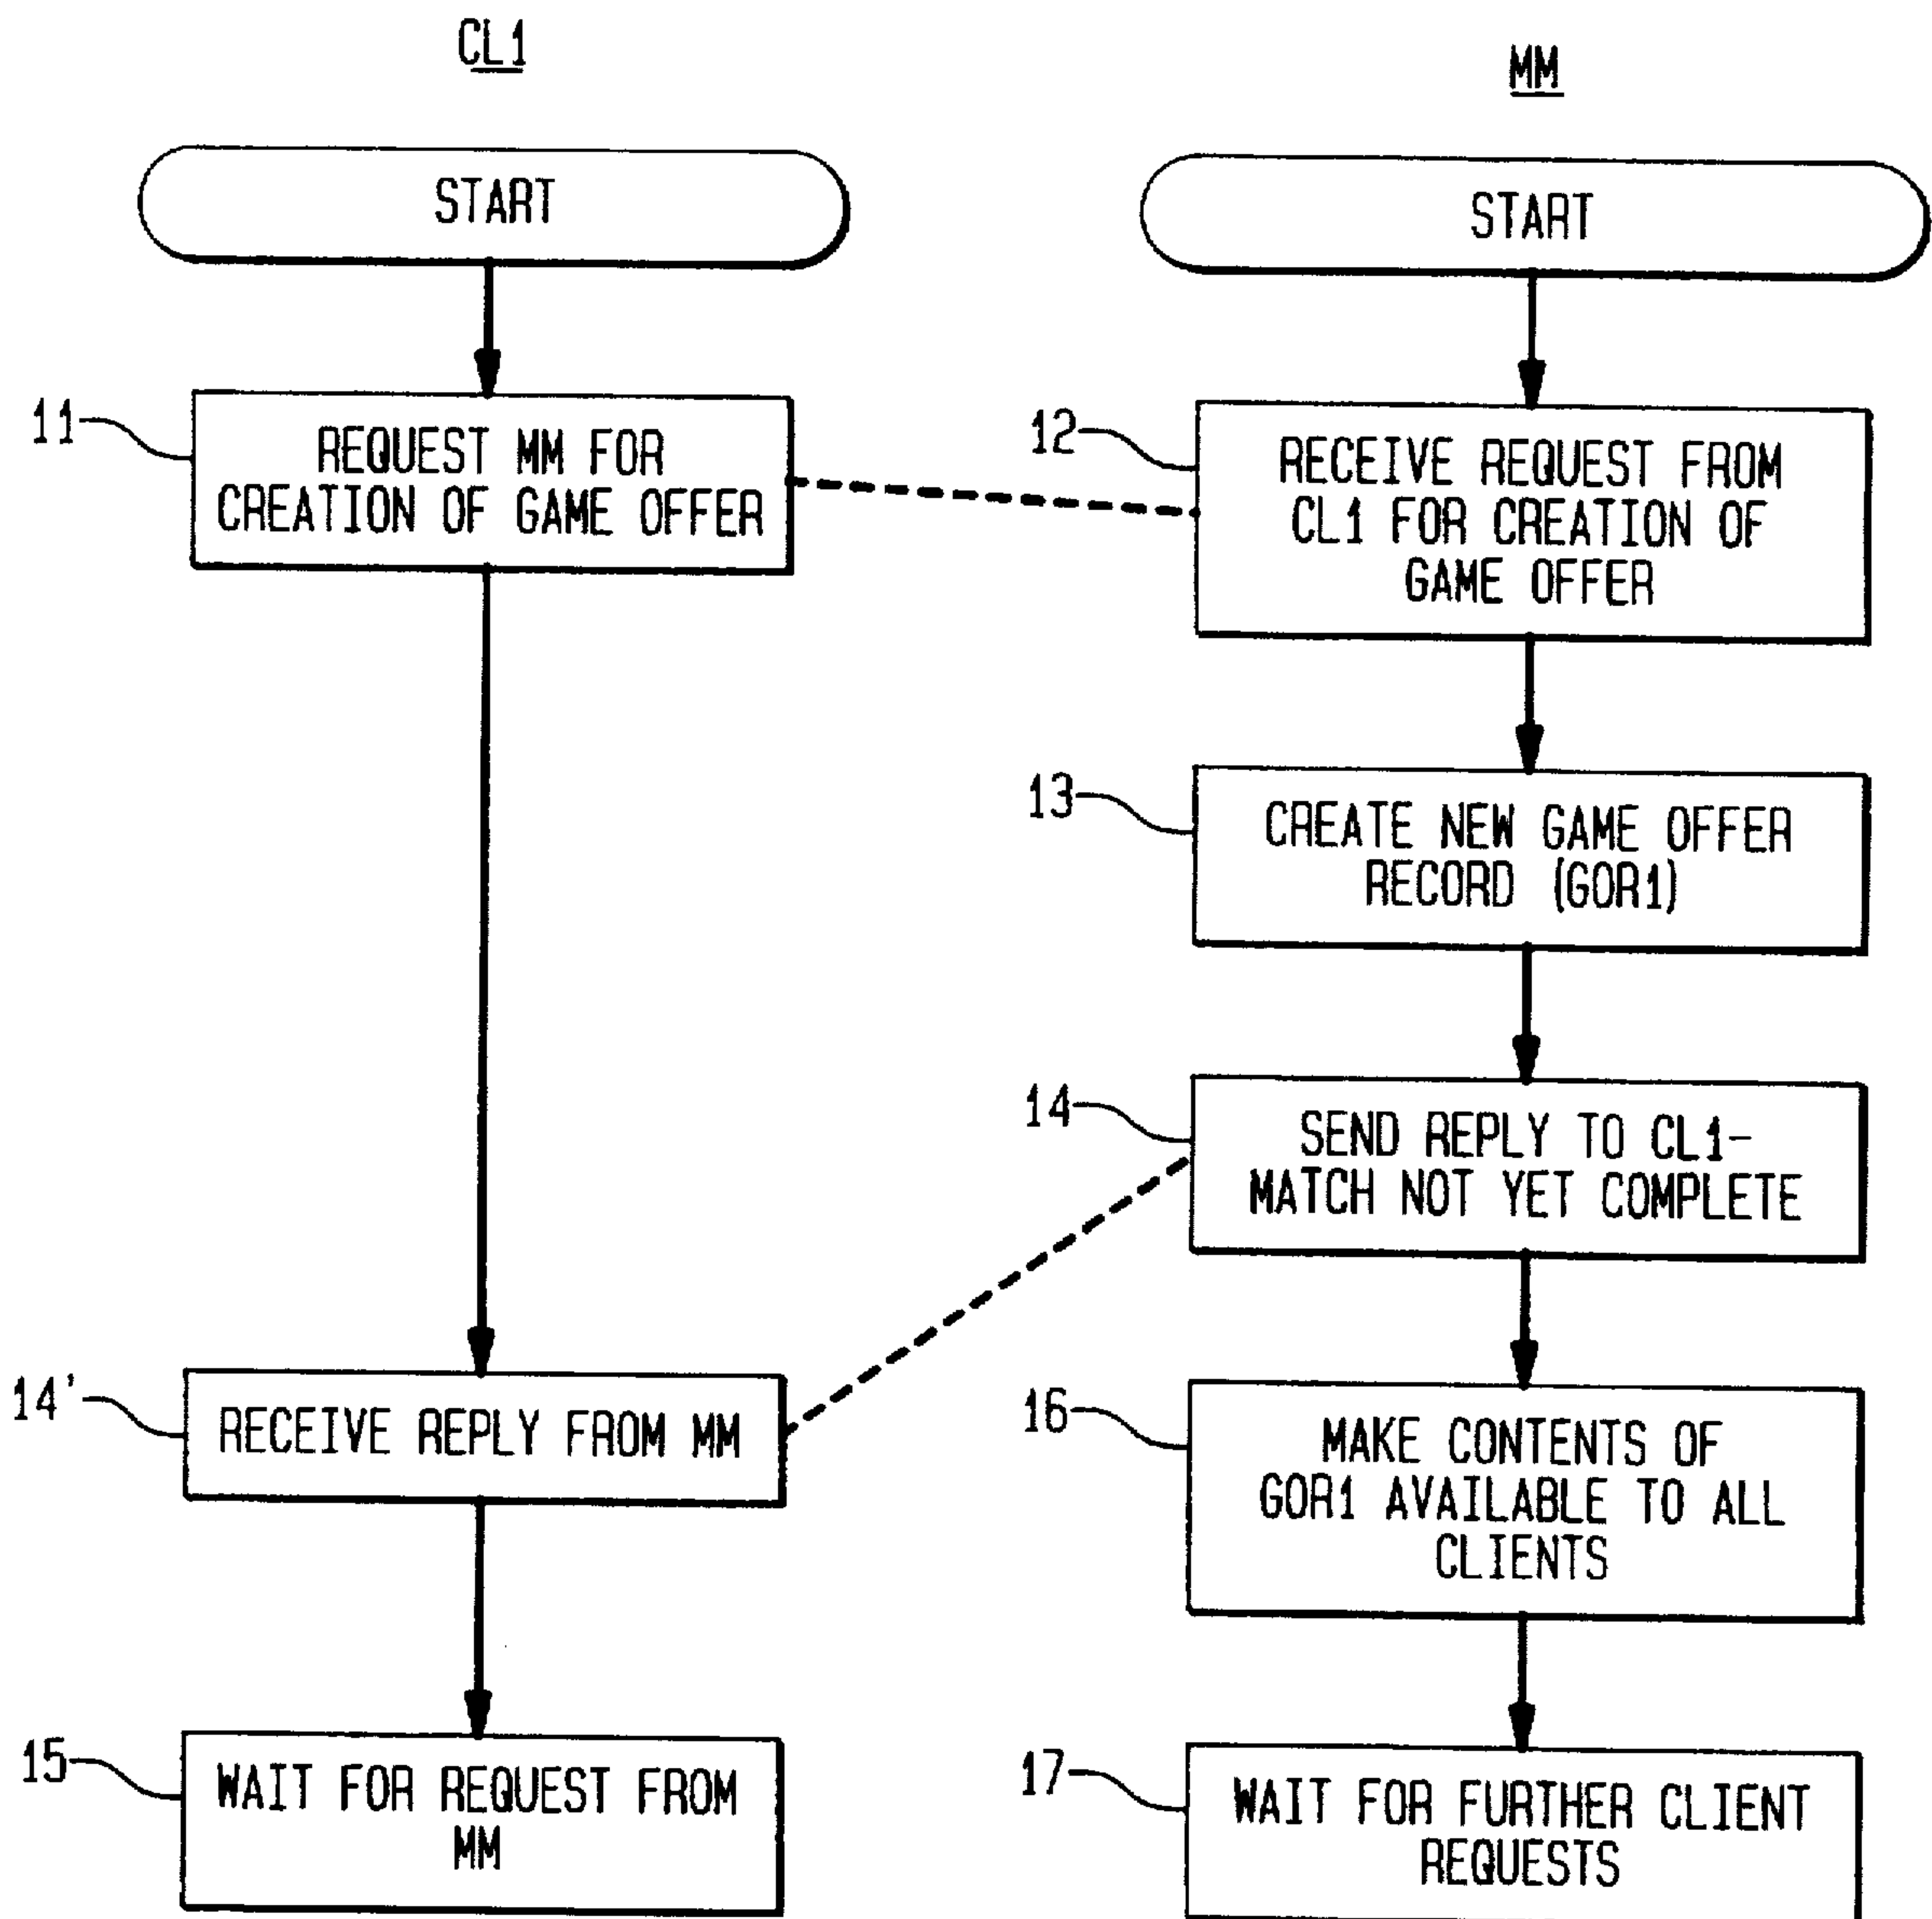 CL1
START
11
REQUEST MM FOR
CREATION OF GAME OFFER
14'
RECEIVE REPLY FROM MM
15
WAIT FOR REQUEST FROM
MM
MM
START
12
RECEIVE REQUEST FROM
CL1 FOR CREATION OF
GAME OFFER
13
CREATE NEW GAME OFFER
RECORD (GOR1)
14
SEND REPLY TO CL1-
MATCH NOT YET COMPLETE
16
MAKE CONTENTS OF
GOR1 AVAILABLE TO ALL
CLIENTS
17
WAIT FOR FURTHER CLIENT
REQUESTS